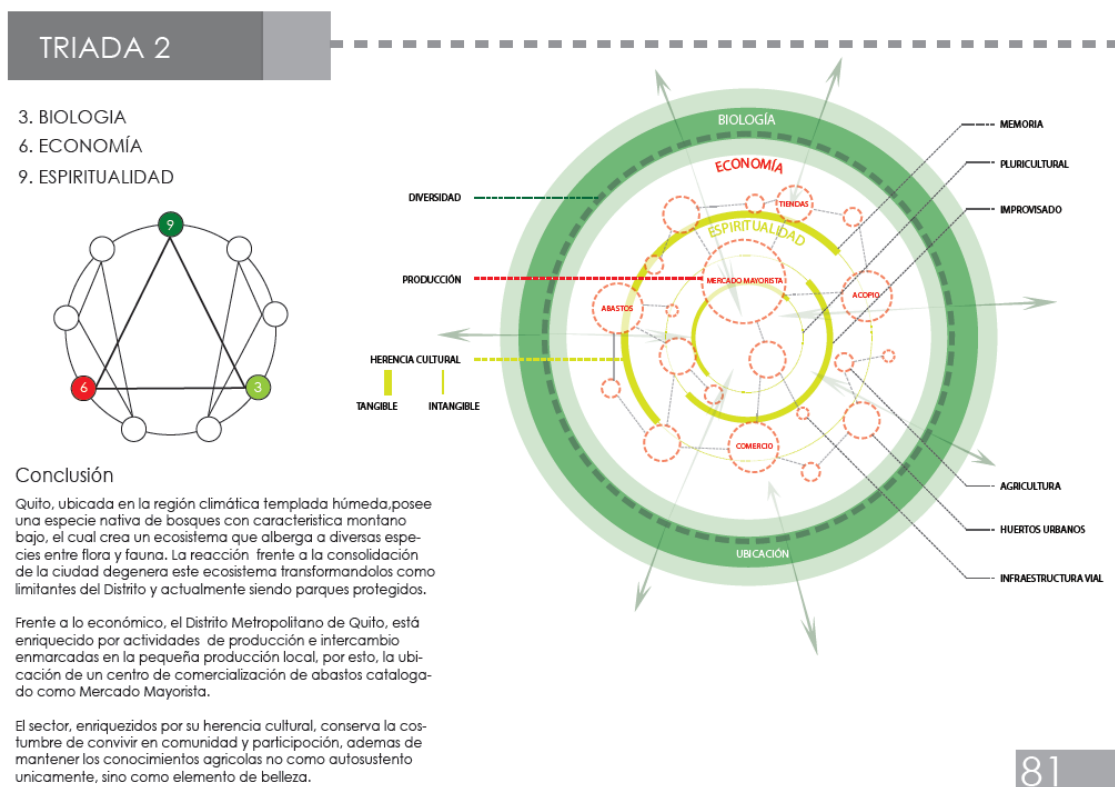 TRIADA 2
3. BIOLOGIA
6. ECONOMÍA
9. ESPIRITUALIDAD
9
6
3
BIOLOGÍA
ECONOMÍA
ESPIRITUALIDAD
TIENDAS
MERCADO MAYORISTA
ACOPIO
ABASTOS
COMERCIO
UBICACIÓN
DIVERSIDAD
PRODUCCIÓN
HERENCIA CULTURAL
TANGIBLE
INTANGIBLE
MEMORIA
PLURICULTURAL
IMPROVISADO
AGRICULTURA
HUERTOS URBANOS
INFRAESTRUCTURA VIAL
Conclusión
Quito, ubicada en la región climática templada húmeda,posee
una especie nativa de bosques con caracteristica montano
bajo, el cual crea un ecosistema que alberga a diversas espe-
cies entre flora y fauna. La reacción frente a la consolidación
de la ciudad degenera este ecosistema transformandolos como
limitantes del Distrito y actualmente siendo parques protegidos.
Frente a lo económico, el Distrito Metropolitano de Quito, está
enriquecido por actividades de producción e intercambio
enmarcadas en la pequeña producción local, por esto, la ubi-
cación de un centro de comercialización de abastos cataloga-
do como Mercado Mayorista.
El sector, enriquezidos por su herencia cultural, conserva la cos-
tumbre de convivir en comunidad y participoción, ademas de
mantener los conocimientos agricolas no como autosustento
unicamente, sino como elemento de belleza.
81